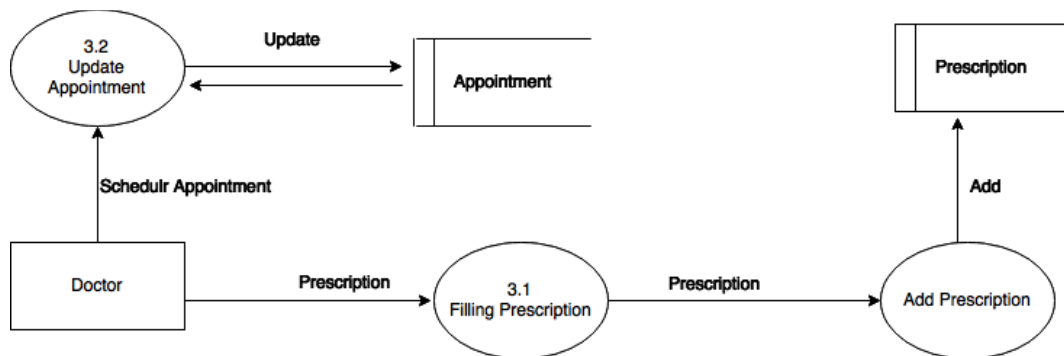 3.2
Update
Appointment
Update
Appointment
Prescription
Schedulr Appointment
Add
Doctor
Prescription
3.1
Filling Prescription
Prescription
Add Prescription